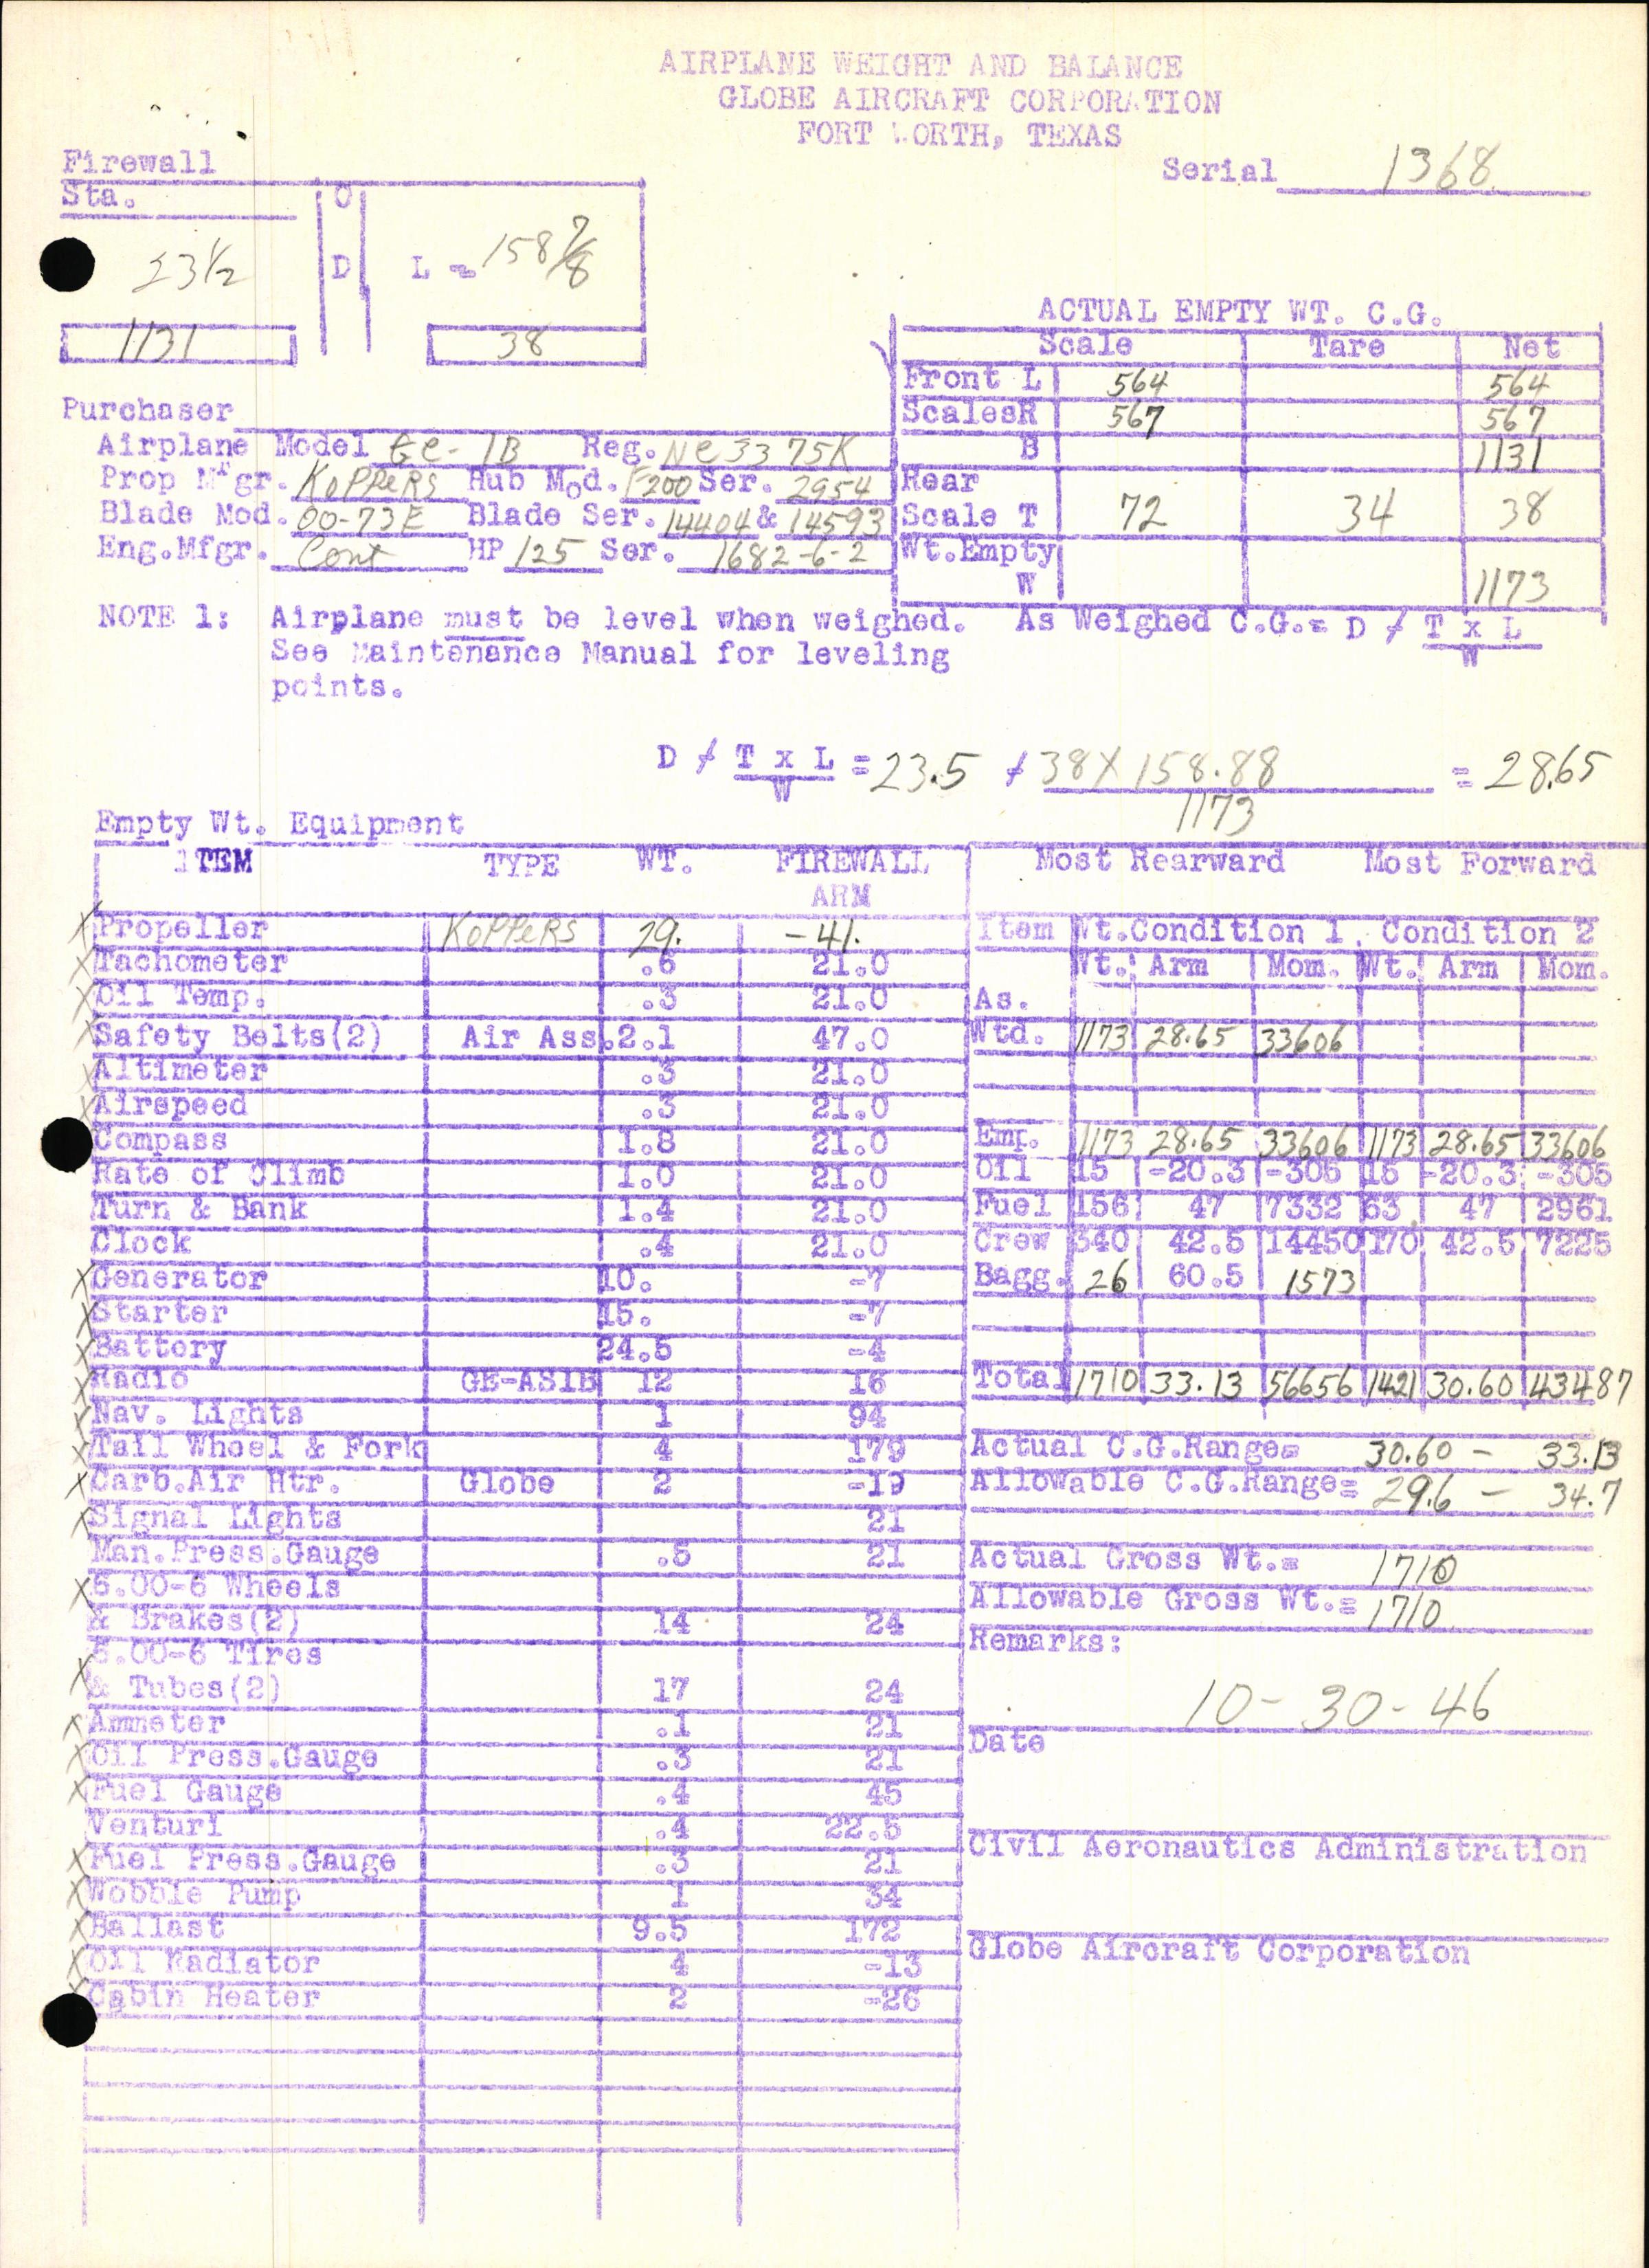 AIRPLANE WEIGHT AND BALANCE
GLOBE AIRCRAFT CORPORATION
FORT WORTH, TEXAS
Serial 1368
Firewall
Sta.
23 1/2
1131
O
D
L = 158 7/8
38
ACTUAL EMPTY WT. C.G.
Scale Tare Net
Front L 564 564
ScalesR 567 567
B 1131
Rear
Scale T 72 34 38
Wt.Empty
W 1173
Purchaser
Airplane Model GC-1B Reg. NC3375K
Prop Mfgr. KOPPERS Hub Mod. F200 Ser. 2954
Blade Mod. 00-73E Blade Ser. 14404 & 14593
Eng.Mfgr. Cont HP 125 Ser. 1682-6-2
NOTE 1: Airplane must be level when weighed. As Weighed C.G.= D / T x L
W
See Maintenance Manual for leveling
points.
D / T x L = 23.5 / 38 X 158.88 = 28.65
W 1173
Empty Wt. Equipment
ITEM TYPE WT. FIREWALL
ARM
X Propeller KOPPERS 29. -41.
X Tachometer .6 21.0
X Oil Temp. .3 21.0
X Safety Belts(2) Air Ass. 2.1 47.0
X Altimeter .3 21.0
X Airspeed .3 21.0
Compass 1.8 21.0
Rate of Climb 1.0 21.0
Turn & Bank 1.4 21.0
Clock .4 21.0
X Generator 10. -7
X Starter 15. -7
X Battery 24.5 -4
X Radio GE-AS1B 12 16
X Nav. Lights 1 94
X Tail Wheel & Fork 4 179
X Carb.Air Htr. Globe 2 -19
X Signal Lights 21
Man.Press.Gauge .5 21
X 6.00-6 Wheels
& Brakes(2) 14 24
X 6.00-6 Tires
& Tubes(2) 17 24
X Ammeter .1 21
X Oil Press.Gauge .3 21
X Fuel Gauge .4 45
Venturi .4 22.5
X Fuel Press.Gauge .3 21
X Wobble Pump 1 34
X Ballast 9.5 172
X Oil Radiator 4 -13
X Cabin Heater 2 -26
Most Rearward Most Forward
Item Wt.Condition 1. Condition 2
Wt. Arm Mom. Wt. Arm Mom.
As.
Wtd. 1173 28.65 33606
Emp. 1173 28.65 33606 1173 28.65 33606
Oil 15 -20.3 -305 15 -20.3 -305
Fuel 156 47 7332 63 47 2961
Crew 340 42.5 14450 170 42.5 7225
Bagg. 26 60.5 1573
Total 1710 33.13 56656 1421 30.60 43487
Actual C.G.Range= 30.60 - 33.13
Allowable C.G.Range= 29.6 - 34.7
Actual Gross Wt.= 1710
Allowable Gross Wt.= 1710
Remarks:
10-30-46
Date
Civil Aeronautics Administration
Globe Aircraft Corporation